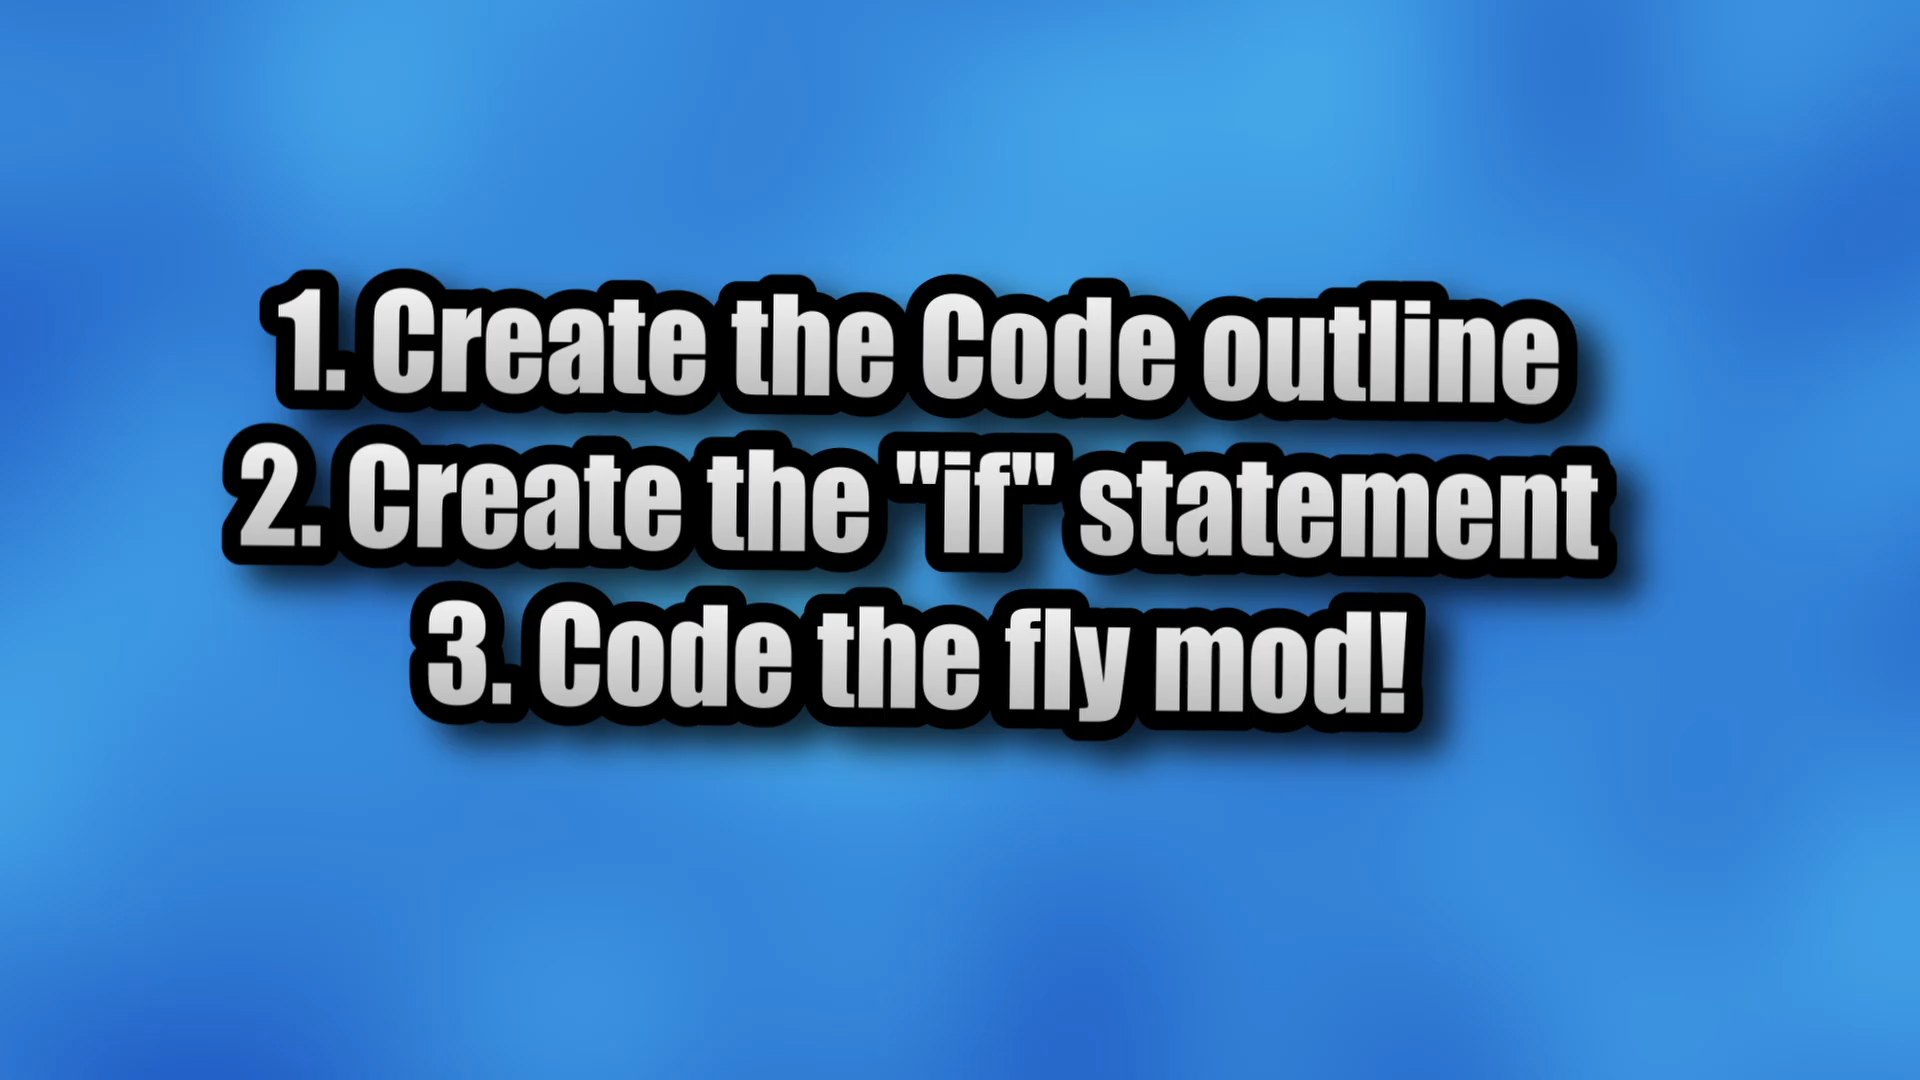 1. Create the Code outline
2. Create the "if" statement
3. Code the fly mod!